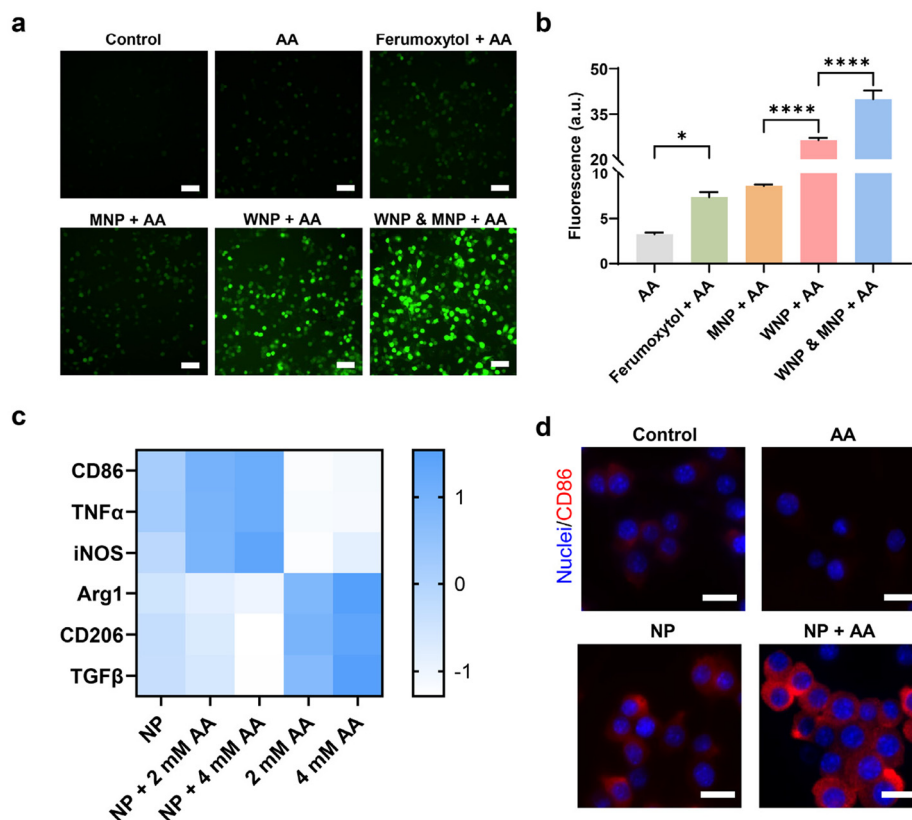 a
Control
AA
Ferumoxytol + AA
MNP + AA
WNP + AA
WNP & MNP + AA
b
Fluorescence (a.u.)
50
35
20
10
5
0
*
****
****
AA
Ferumoxytol + AA
MNP + AA
WNP + AA
WNP & MNP + AA
c
CD86
TNFα
iNOS
Arg1
CD206
TGFβ
NP
NP + 2 mM AA
NP + 4 mM AA
2 mM AA
4 mM AA
1
0
-1
d
Nuclei/CD86
Control
AA
NP
NP + AA